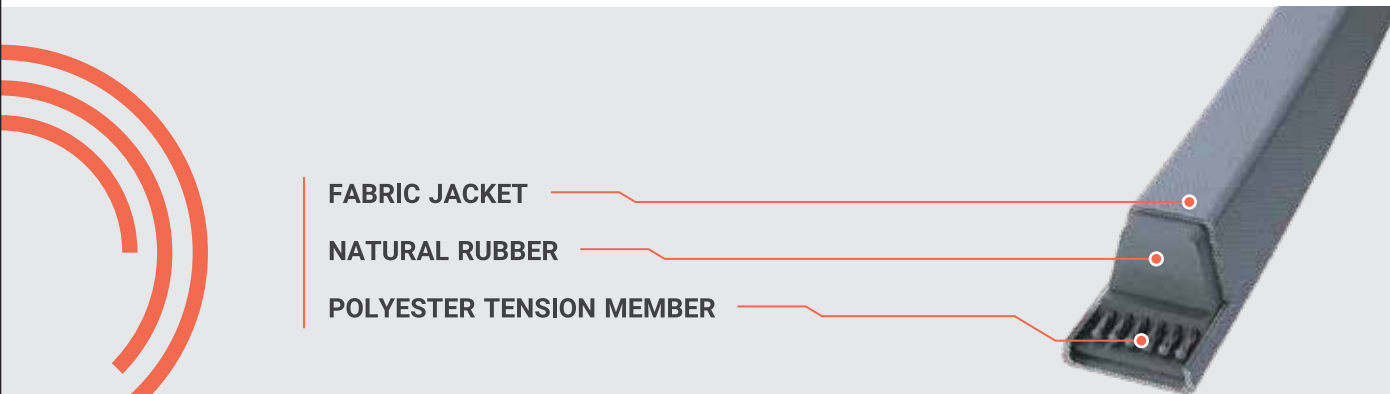 FABRIC JACKET
NATURAL RUBBER
POLYESTER TENSION MEMBER